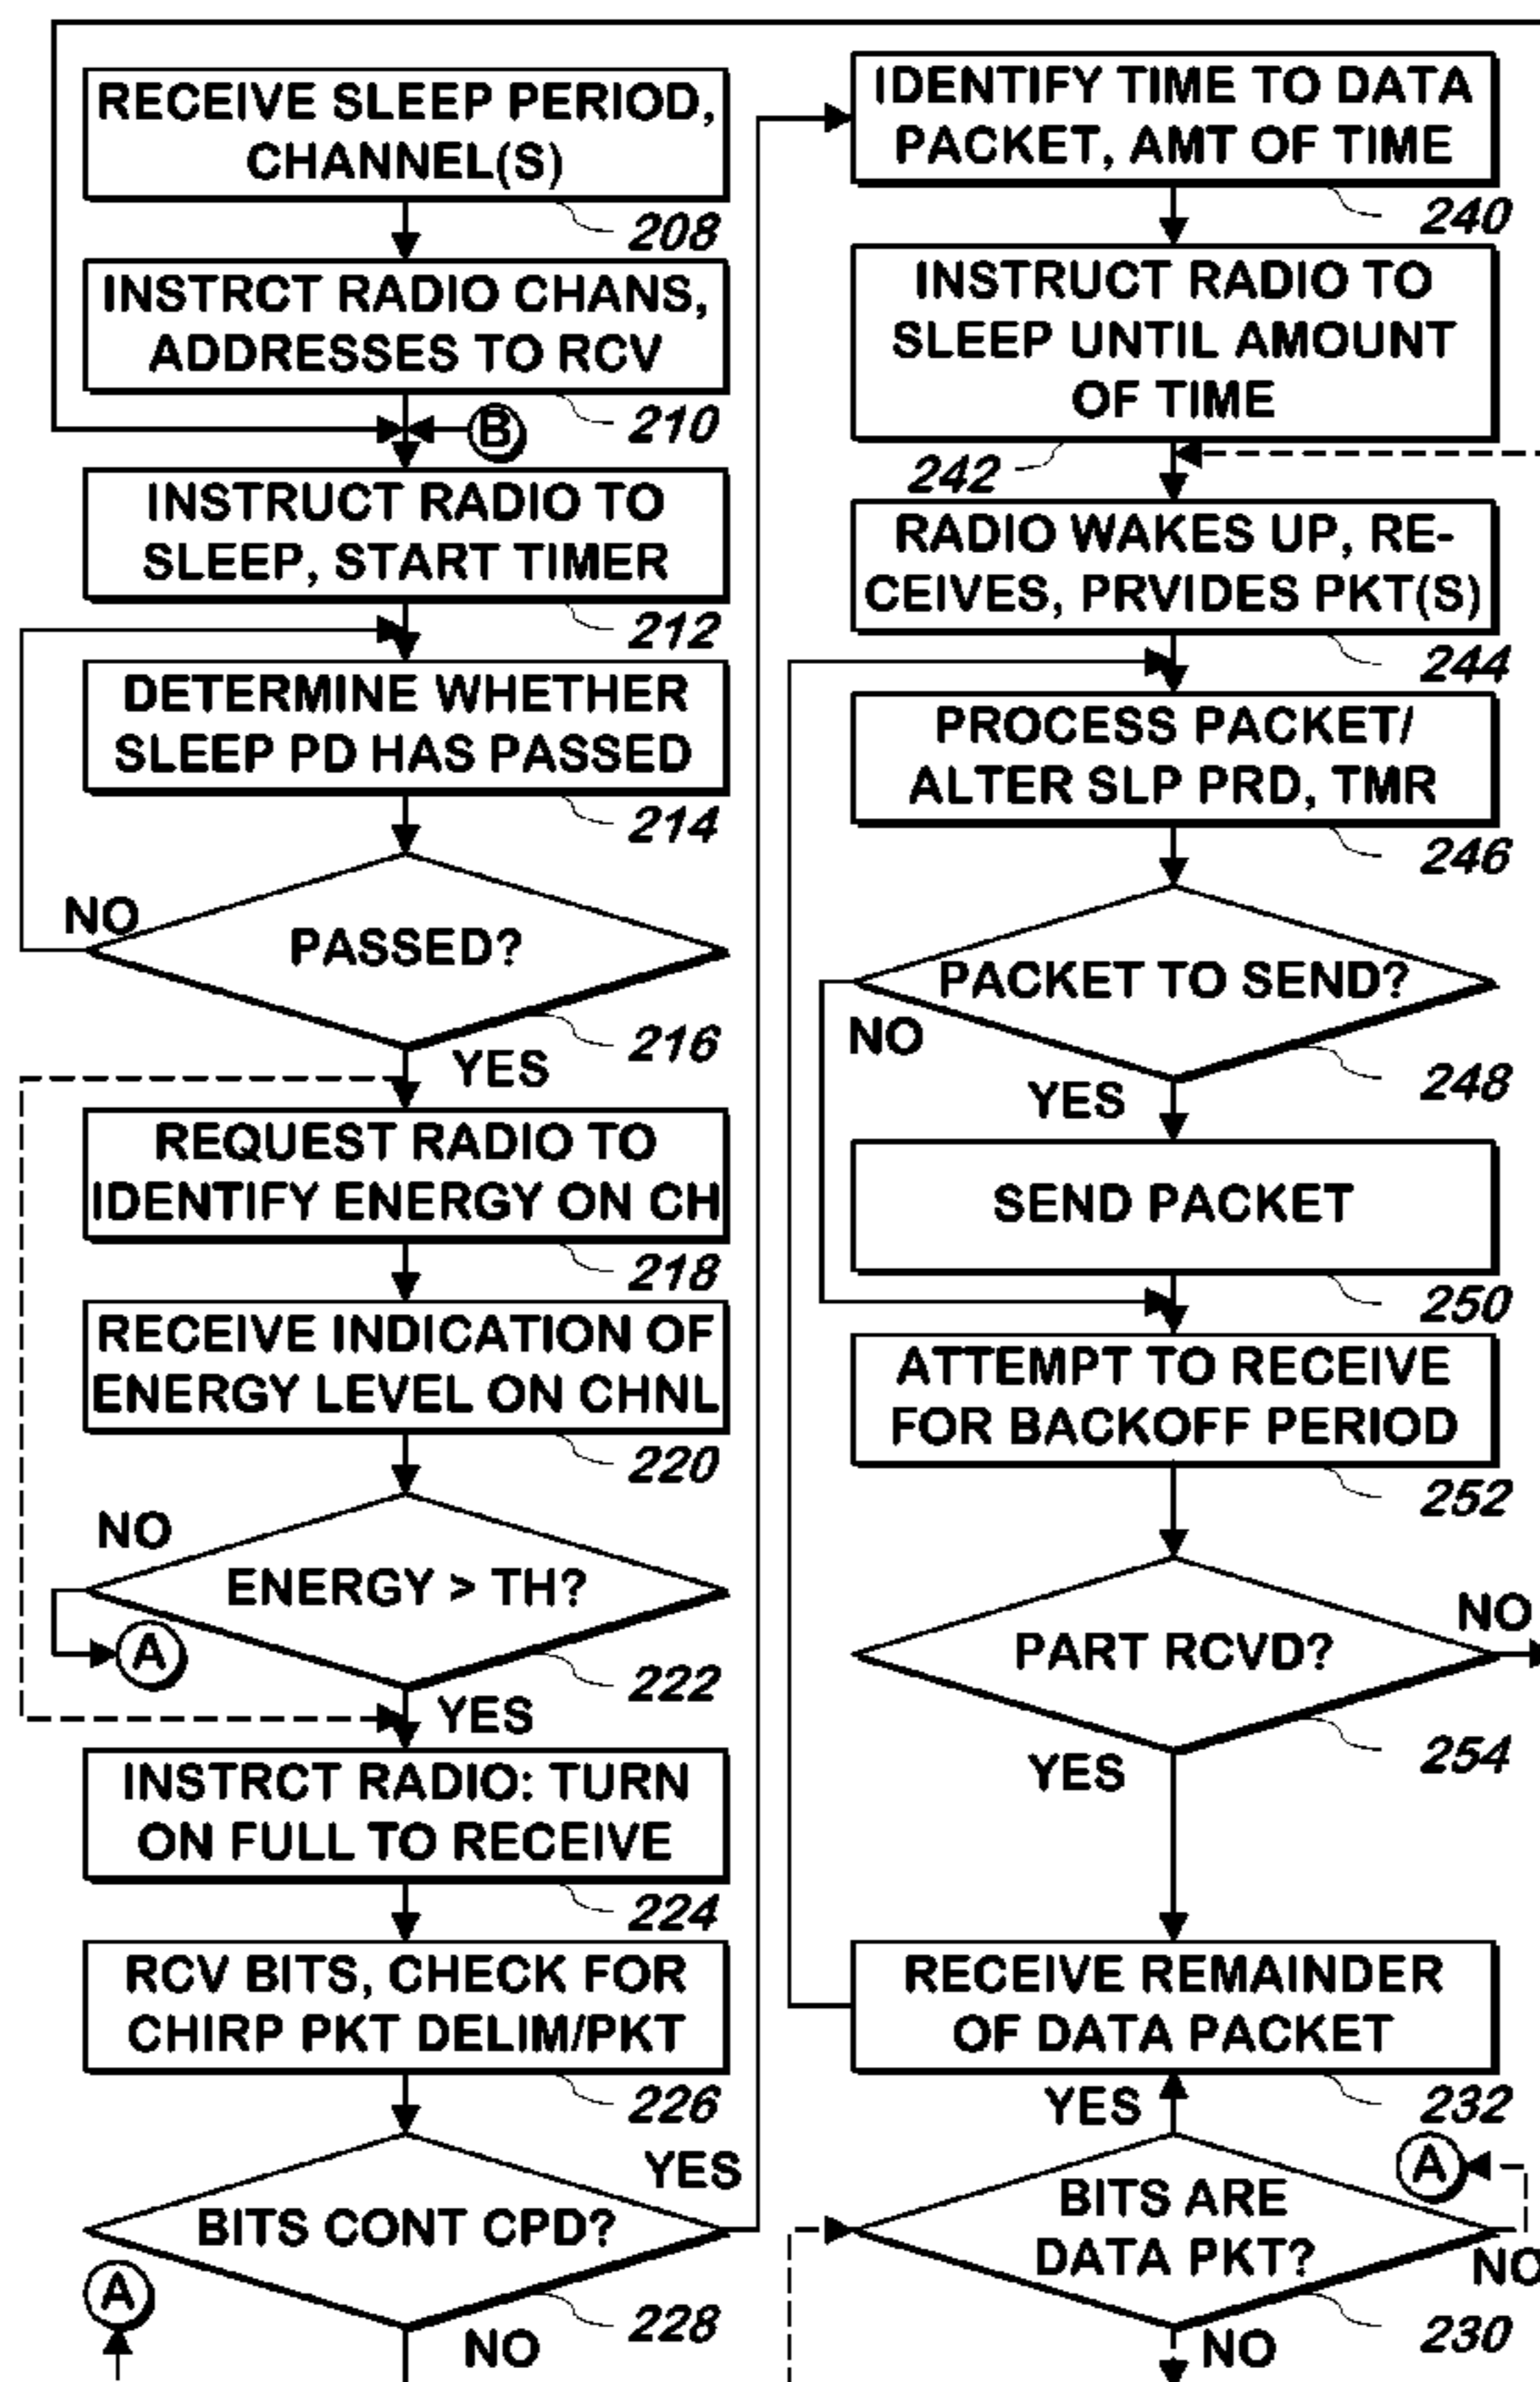 RECEIVE SLEEP PERIOD,
CHANNEL(S)
208
INSTRCT RADIO CHANS,
ADDRESSES TO RCV
210
B
INSTRUCT RADIO TO
SLEEP, START TIMER
212
DETERMINE WHETHER
SLEEP PD HAS PASSED
214
NO
PASSED?
216
YES
REQUEST RADIO TO
IDENTIFY ENERGY ON CH
218
RECEIVE INDICATION OF
ENERGY LEVEL ON CHNL
220
NO
ENERGY > TH?
A
222
YES
INSTRCT RADIO: TURN
ON FULL TO RECEIVE
224
RCV BITS, CHECK FOR
CHIRP PKT DELIM/PKT
226
YES
BITS CONT CPD?
A
228
NO
IDENTIFY TIME TO DATA
PACKET, AMT OF TIME
240
INSTRUCT RADIO TO
SLEEP UNTIL AMOUNT
OF TIME
242
RADIO WAKES UP, RE-
CEIVES, PRVIDES PKT(S)
244
PROCESS PACKET/
ALTER SLP PRD, TMR
246
PACKET TO SEND?
NO
248
YES
SEND PACKET
250
ATTEMPT TO RECEIVE
FOR BACKOFF PERIOD
252
NO
PART RCVD?
254
YES
RECEIVE REMAINDER
OF DATA PACKET
232
YES
A
BITS ARE
DATA PKT?
NO
230
NO